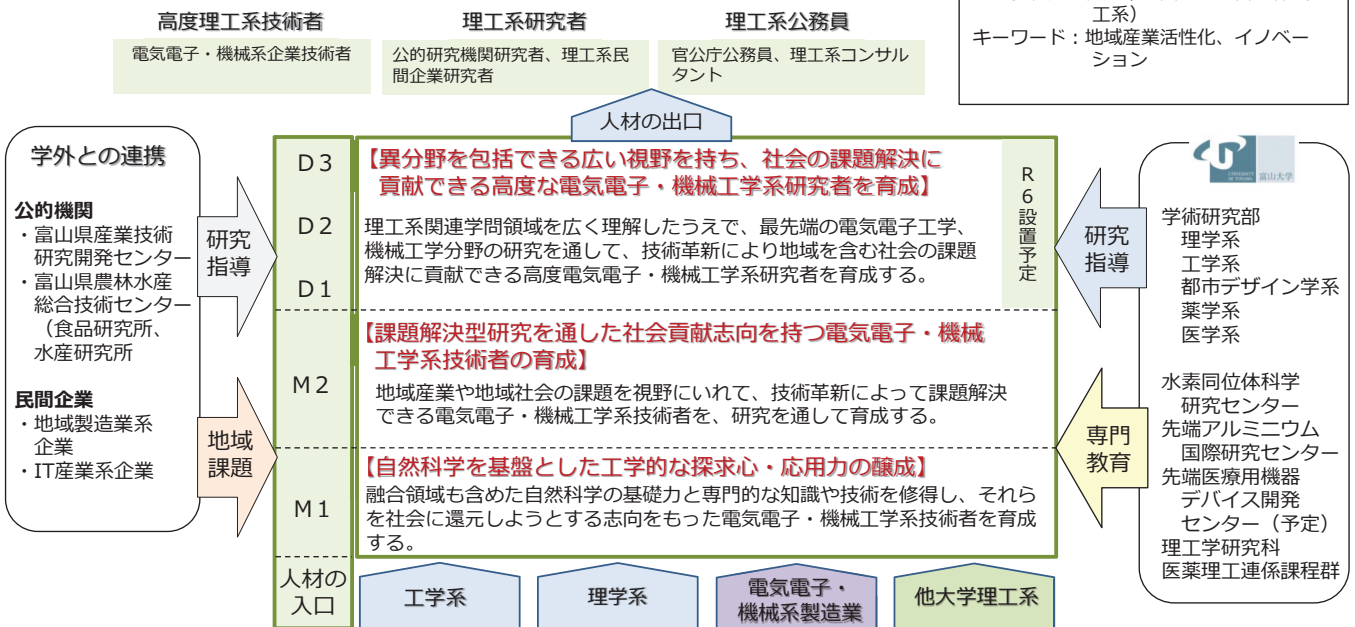 工系）
キーワード：地域産業活性化、イノベー
ション
高度理工系技術者
電気電子・機械系企業技術者
理工系研究者
公的研究機関研究者、理工系民
間企業研究者
理工系公務員
官公庁公務員、理工系コンサル
タント
人材の出口
学外との連携
公的機関
・富山県産業技術
研究開発センター
・富山県農林水産
総合技術センター
（食品研究所、
水産研究所
民間企業
・地域製造業系
企業
・IT産業系企業
研究
指導
地域
課題
D３
D２
D１
M２
M１
人材の
入口
【異分野を包括できる広い視野を持ち、社会の課題解決に
貢献できる高度な電気電子・機械工学系研究者を育成】
理工系関連学問領域を広く理解したうえで、最先端の電気電子工学、
機械工学分野の研究を通して、技術革新により地域を含む社会の課題
解決に貢献できる高度電気電子・機械工学系研究者を育成する。
R６設置予定
【課題解決型研究を通した社会貢献志向を持つ電気電子・機械
工学系技術者の育成】
地域産業や地域社会の課題を視野にいれて、技術革新によって課題解決
できる電気電子・機械工学系技術者を、研究を通して育成する。
【自然科学を基盤とした工学的な探求心・応用力の醸成】
融合領域も含めた自然科学の基礎力と専門的な知識や技術を修得し、それら
を社会に還元しようとする志向をもった電気電子・機械工学系技術者を育成
する。
工学系
理学系
電気電子・
機械系製造業
他大学理工系
研究
指導
専門
教育
富山大学
学術研究部
理学系
工学系
都市デザイン学系
薬学系
医学系
水素同位体科学
研究センター
先端アルミニウム
国際研究センター
先端医療用機器
デバイス開発
センター（予定）
理工学研究科
医薬理工連係課程群